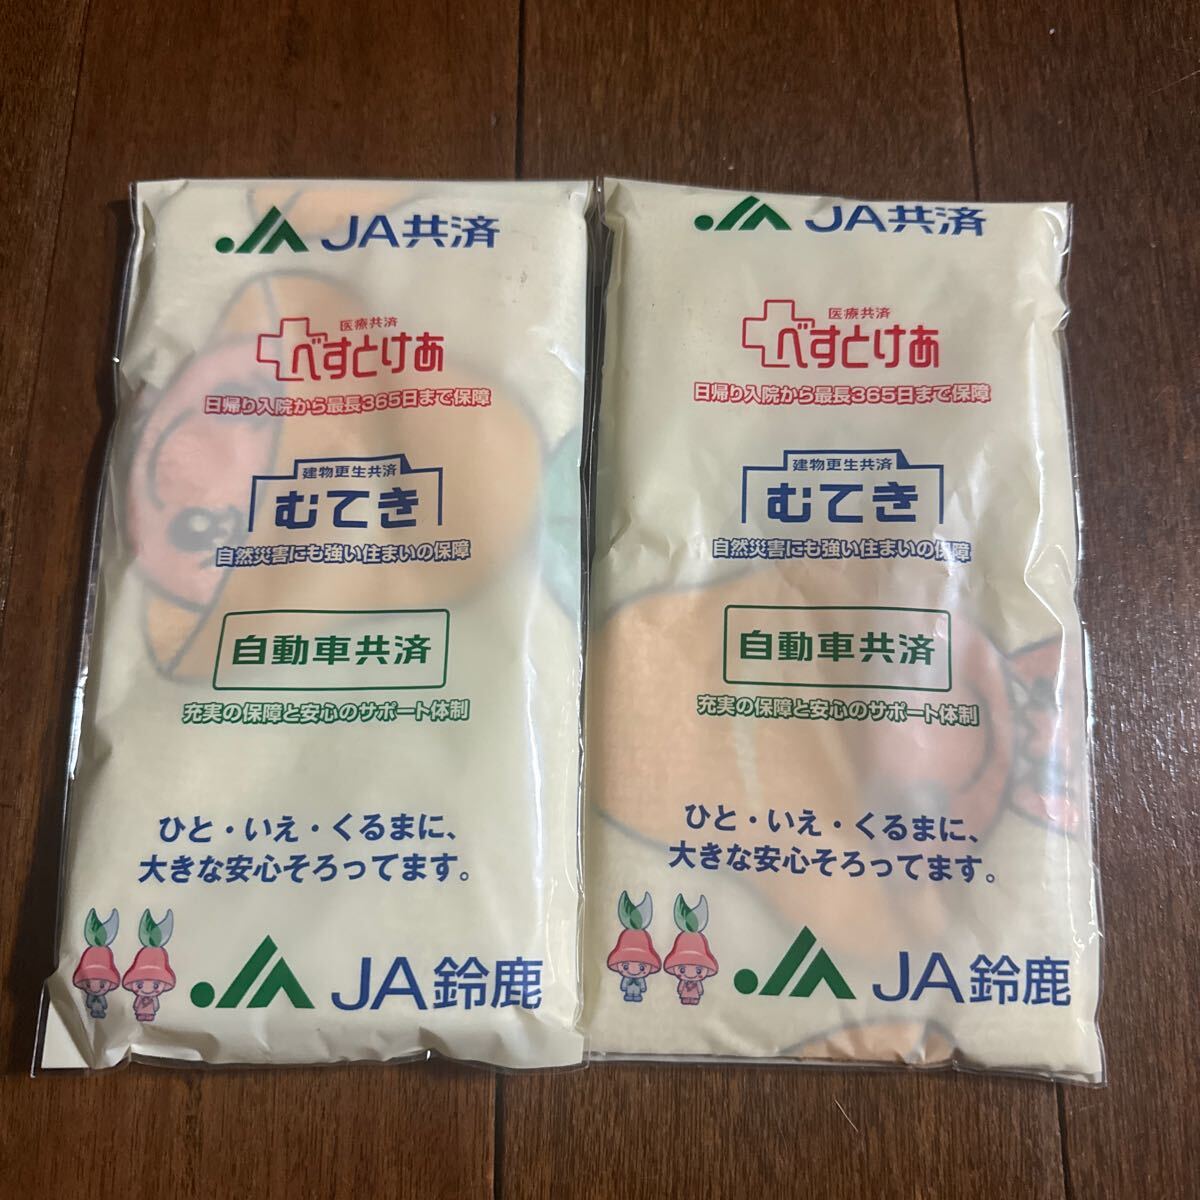 JA共済
医療共済
べすとけあ
日帰り入院から最長365日まで保障
建物更生共済
むてき
自然災害にも強い住まいの保障
自動車共済
充実の保障と安心のサポート体制
ひと・いえ・くるまに、
大きな安心そろってます。
JA鈴鹿
JA共済
医療共済
べすとけあ
日帰り入院から最長365日まで保障
建物更生共済
むてき
自然災害にも強い住まいの保障
自動車共済
充実の保障と安心のサポート体制
ひと・いえ・くるまに、
大きな安心そろってます。
JA鈴鹿